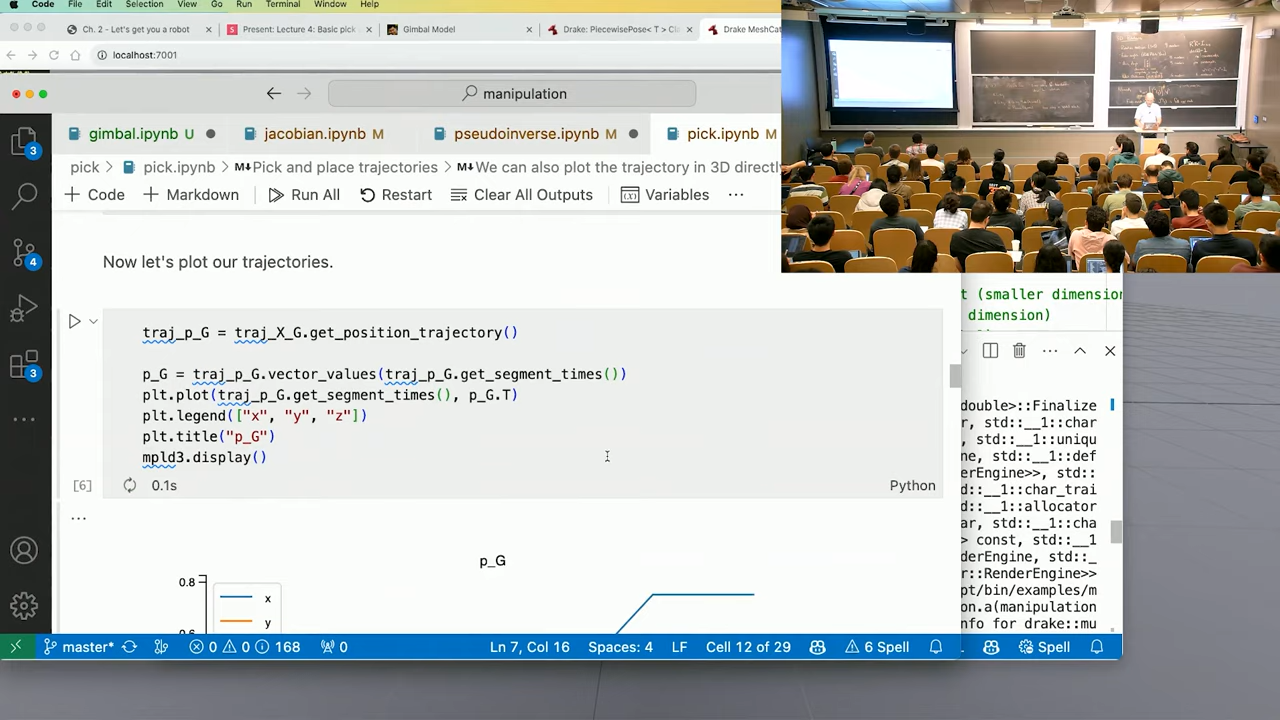 Code File Edit Selection View Go Run Terminal Window Help
Ch. 2 - Let's get you a robot
Present: Lecture 4: Basic pick
Gimbal Model
Drake: PiecewisePose< T > Cl
Drake MeshCat
localhost:7001
manipulation
gimbal.ipynb U
jacobian.ipynb M
pseudoinverse.ipynb M
pick.ipynb M
pick > pick.ipynb > M↓Pick and place trajectories > M↓We can also plot the trajectory in 3D directly
+ Code + Markdown Run All Restart Clear All Outputs Variables ···
Now let's plot our trajectories.
traj_p_G = traj_X_G.get_position_trajectory()
p_G = traj_p_G.vector_values(traj_p_G.get_segment_times())
plt.plot(traj_p_G.get_segment_times(), p_G.T)
plt.legend(["x", "y", "z"])
plt.title("p_G")
mpld3.display()
[6] 0.1s Python
p_G
0.8
x
y
3
4
3
t (smaller dimension
dimension)
double>::Finalize
r, std::__1::char
, std::__1::uniqu
ne, std::__1::def
erEngine>>, std::
d::__1::char_trai
:__1::allocator
ar, std::__1::cha
> const, std::__1
derEngine, std::_
r::RenderEngine>>
pt/bin/examples/m
on.a(manipulation
nfo for drake::mu
master* 0 0 168 0 Ln 7, Col 16 Spaces: 4 LF Cell 12 of 29 6 Spell Spell